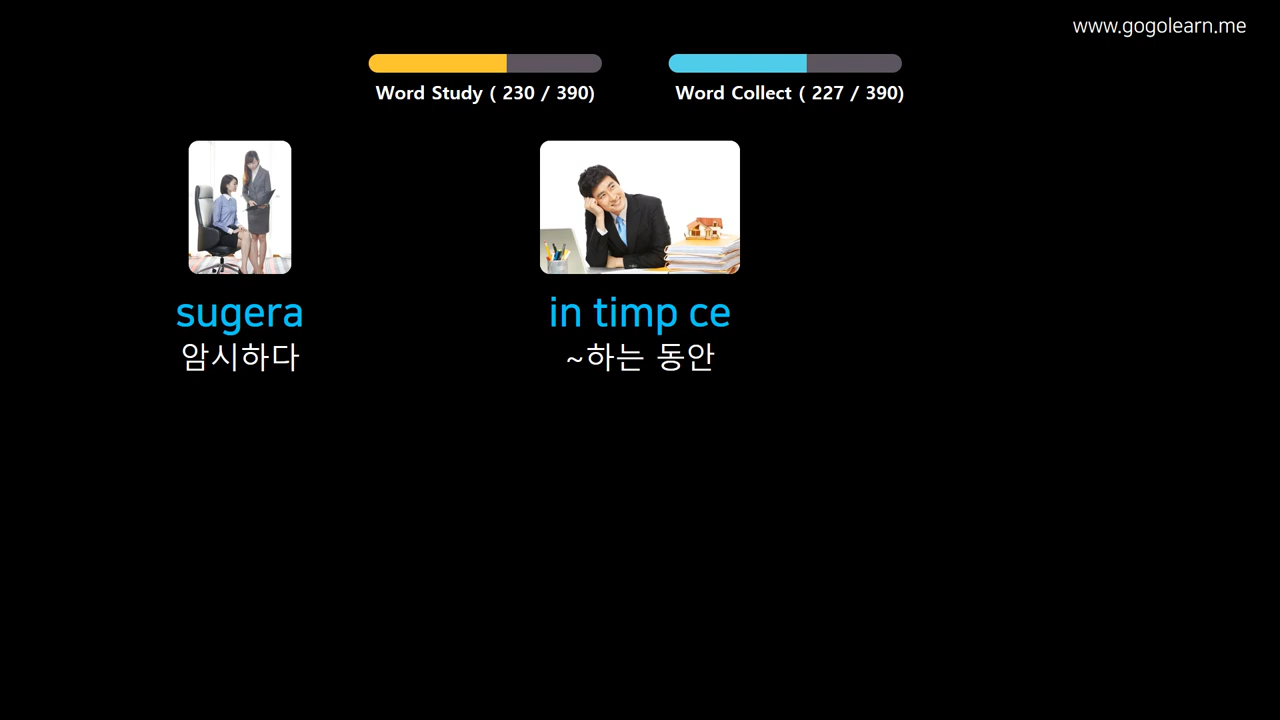 www.gogolearn.me
Word Study ( 230 / 390)
Word Collect ( 227 / 390)
sugera
암시하다
in timp ce
~하는 동안